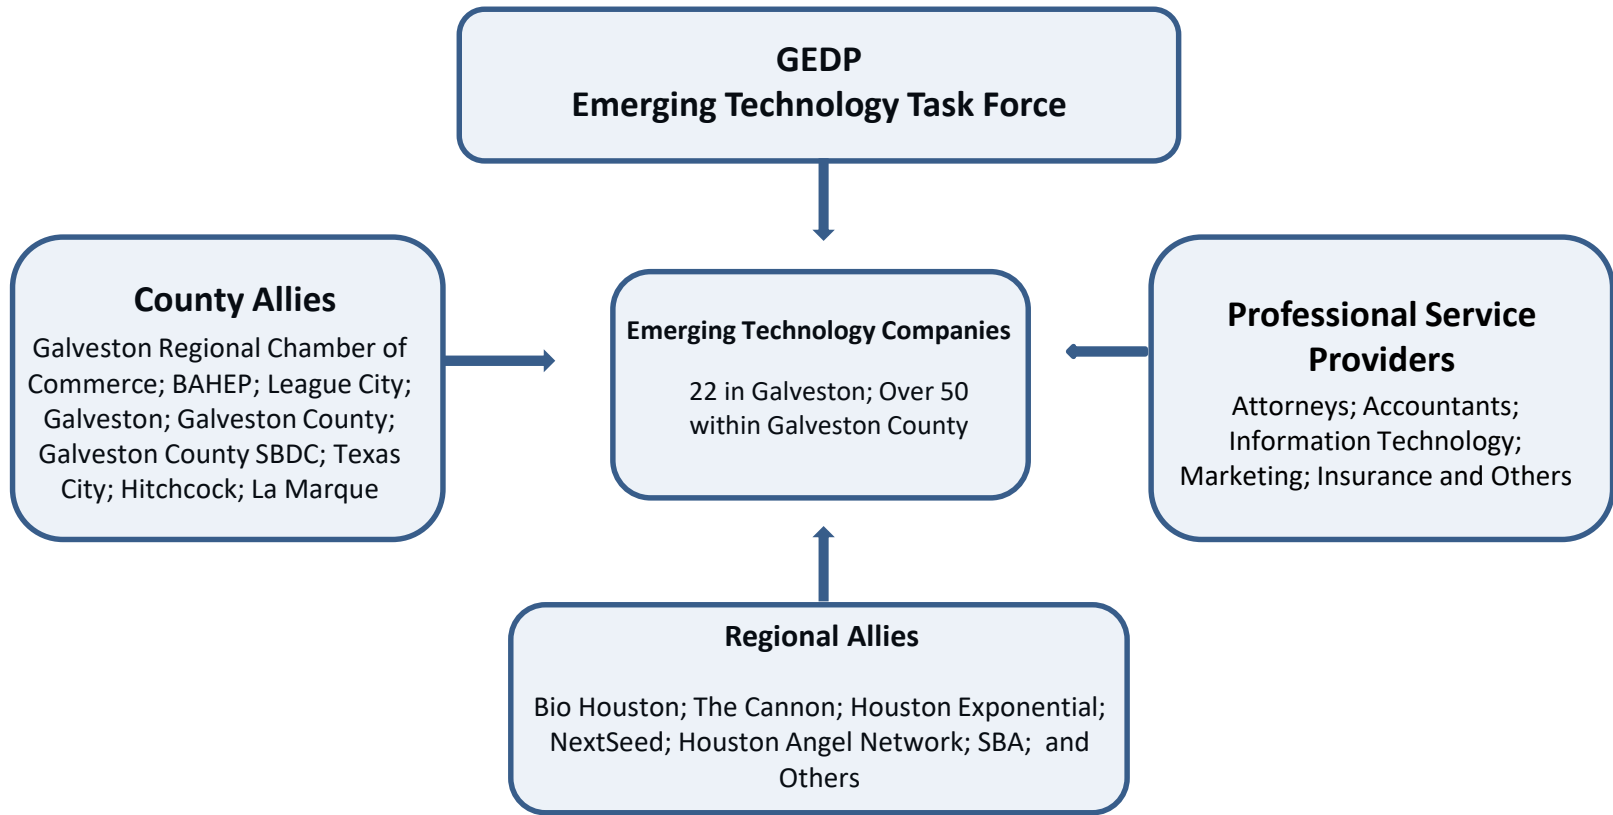 GEDP
Emerging Technology Task Force
County Allies
Galveston Regional Chamber of
Commerce; BAHEP; League City;
Galveston; Galveston County;
Galveston County SBDC; Texas
City; Hitchcock; La Marque
Emerging Technology Companies
22 in Galveston; Over 50
within Galveston County
Professional Service
Providers
Attorneys; Accountants;
Information Technology;
Marketing; Insurance and Others
Regional Allies
Bio Houston; The Cannon; Houston Exponential;
NextSeed; Houston Angel Network; SBA;  and
Others